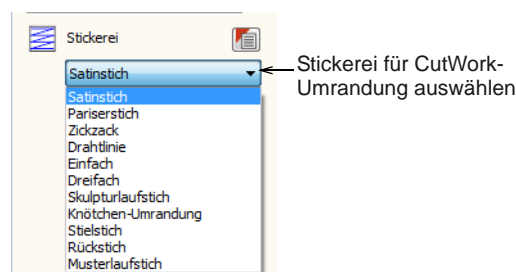 Stickerei
Satinstich
Satinstich
Pariserstich
Zickzack
Drahtlinie
Einfach
Dreifach
Skulpturlaufstich
Knötchen-Umrandung
Stielstich
Rückstich
Musterlaufstich
Stickerei für CutWork-
Umrandung auswählen